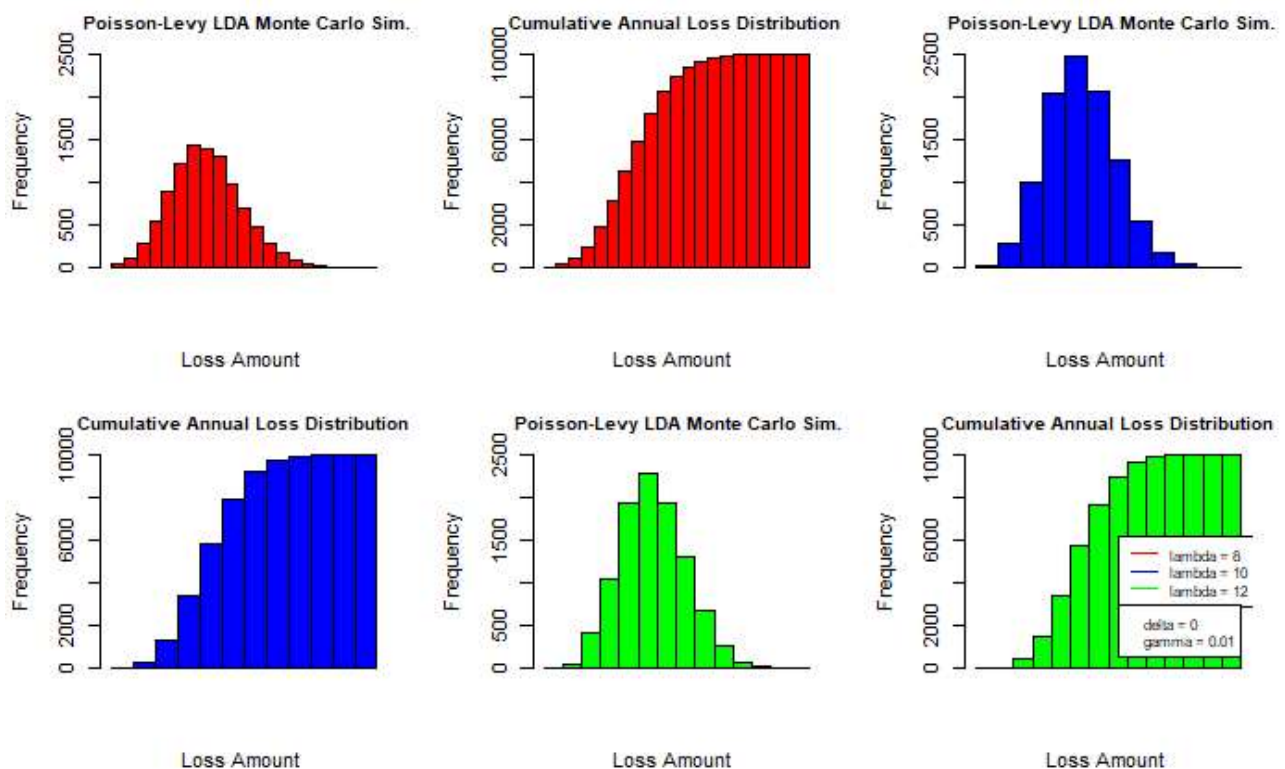 Poisson-Levy LDA Monte Carlo Sim.
Frequency
2500
1500
500
0
Loss Amount
Cumulative Annual Loss Distribution
Frequency
10000
6000
2000
0
Loss Amount
Poisson-Levy LDA Monte Carlo Sim.
Frequency
2500
1500
500
0
Loss Amount
Cumulative Annual Loss Distribution
Frequency
10000
6000
2000
0
Loss Amount
Poisson-Levy LDA Monte Carlo Sim.
Frequency
2500
1500
500
0
Loss Amount
Cumulative Annual Loss Distribution
Frequency
10000
6000
2000
0
lambda = 8
lambda = 10
lambda = 12
delta = 0
gamma = 0.01
Loss Amount